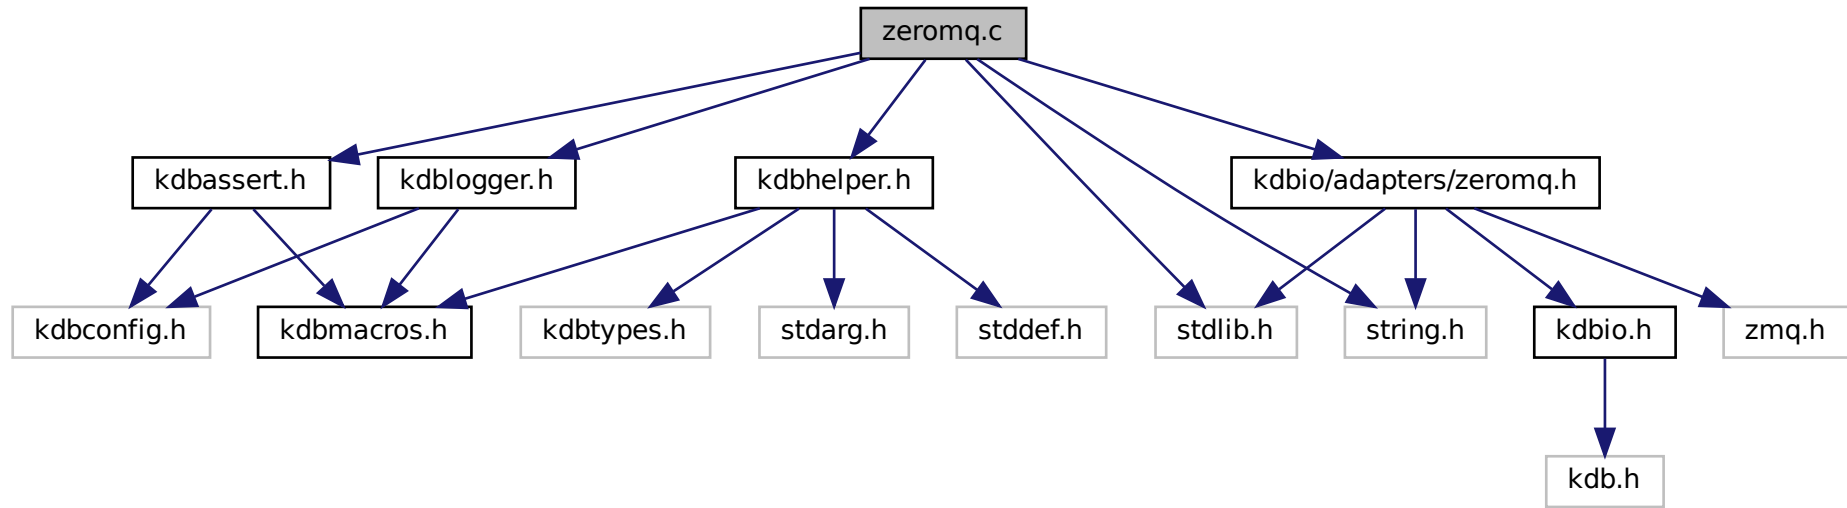 zeromq.c
kdbassert.h
kdblogger.h
kdbhelper.h
kdbio/adapters/zeromq.h
kdbconfig.h
kdbmacros.h
kdbtypes.h
stdarg.h
stddef.h
stdlib.h
string.h
kdbio.h
zmq.h
kdb.h